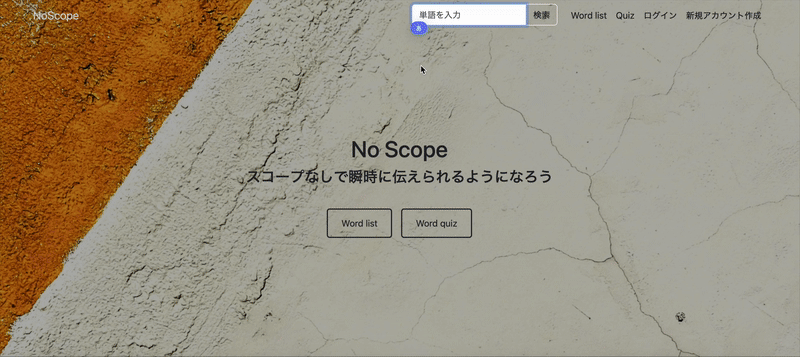 NoScope
単語を入力
検索
Word list
Quiz
ログイン
新規アカウント作成
あ
No Scope
スコープなしで瞬時に伝えられるようになろう
Word list
Word quiz